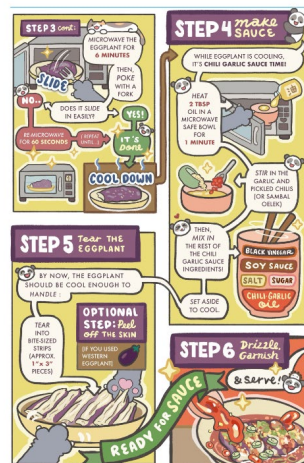 STEP 3 cont:
MICROWAVE THE
EGGPLANT FOR
6 MINUTES
THEN,
POKE
WITH A
FORK
SLIDE
NO..
DOES IT SLIDE
IN EASILY?
YES!
RE-MICROWAVE
FOR 60 SECONDS
(REPEAT
UNTIL...)
IT'S
Done
COOL DOWN
STEP 4 make
SAUCE
WHILE EGGPLANT IS COOLING,
IT'S CHILI GARLIC SAUCE TIME!
HEAT
2 TBSP
OIL IN A
MICROWAVE
SAFE BOWL
FOR
1 MINUTE
STIR IN THE
GARLIC AND
PICKLED CHILIS
(OR SAMBAL
OELEK)
THEN,
MIX IN
THE REST
OF THE
CHILI
GARLIC SAUCE
INGREDIENTS!
BLACK VINEGAR
SOY SAUCE
SALT
SUGAR
CHILI GARLIC
Oil
SET ASIDE
TO COOL.
STEP 5 Tear THE
EGGPLANT
BY NOW, THE EGGPLANT
SHOULD BE COOL ENOUGH TO
HANDLE:
TEAR
INTO
BITE-SIZED
STRIPS
(APPROX.
1" x 3"
PIECES)
OPTIONAL
STEP: Peel
OFF THE SKIN
(IF YOU USED
WESTERN
EGGPLANT)
READY FOR SAUCE
STEP 6 Drizzle,
Garnish
& Serve!